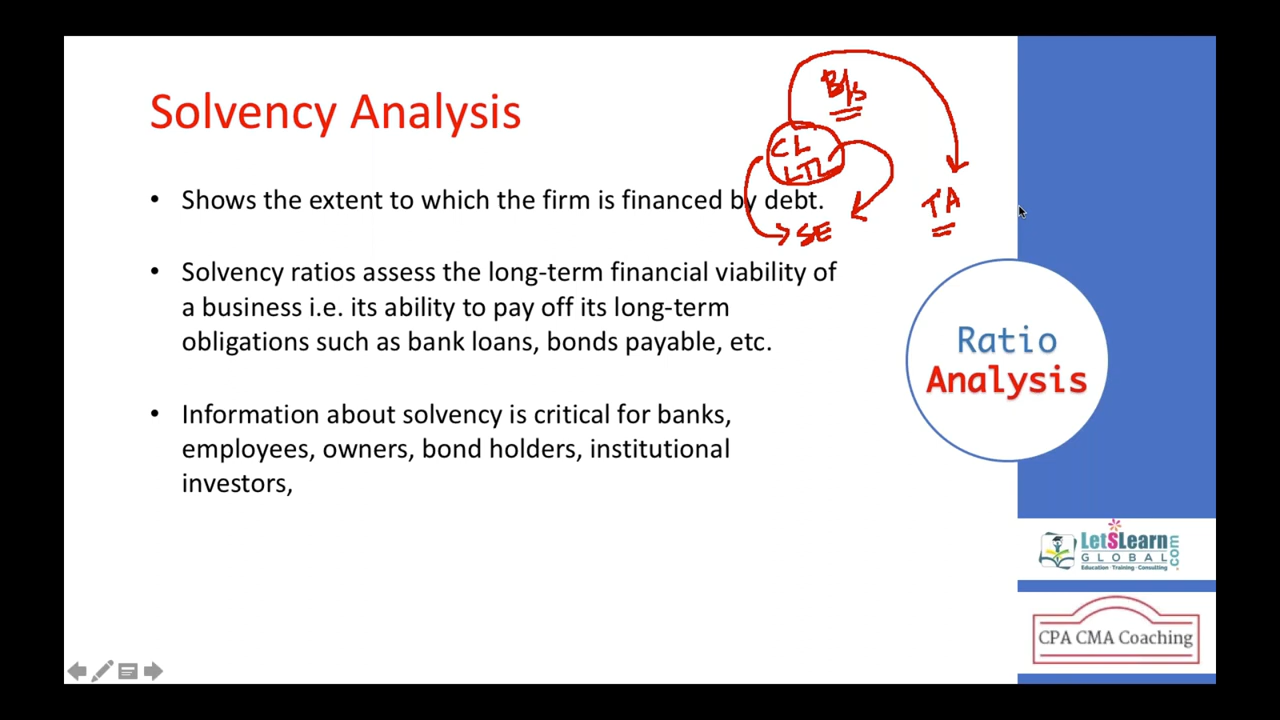 Solvency Analysis
B/S
CL
LTL
• Shows the extent to which the firm is financed by debt.
SE
TA
• Solvency ratios assess the long-term financial viability of
a business i.e. its ability to pay off its long-term
obligations such as bank loans, bonds payable, etc.
• Information about solvency is critical for banks,
employees, owners, bond holders, institutional
investors,
Ratio
Analysis
LetSLearn
GLOBAL
.com
Education · Training · Consulting
CPA CMA Coaching